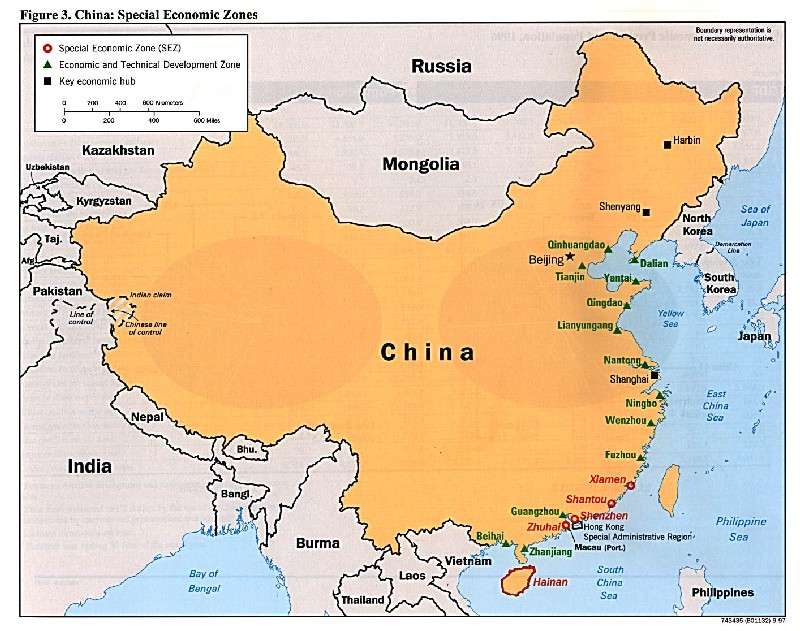 Figure 3. China: Special Economic Zones
Boundary representation is
not necessarily authoritative.
Special Economic Zone (SEZ)
Economic and Technical Development Zone
Key economic hub
0 200 400 600 Kilometers
0 200 400 600 Miles
Russia
Kazakhstan
Mongolia
Harbin
Uzbekistan
Kyrgyzstan
Shenyang
Sea of
Japan
North
Korea
Taj.
Qinhuangdao
Demarcation
Line
Beijing
Dalian
Afg.
Tianjin
Yantai
South
Korea
Pakistan
Indian claim
Qingdao
Line of
control
Chinese line
of control
Lianyungang
Yellow
Sea
Japan
China
Nantong
Shanghai
Ningbo
East
China
Sea
Nepal
Wenzhou
Bhu.
Fuzhou
India
Xiamen
Bangl.
Shantou
Guangzhou
Shenzhen
Zhuhai
Hong Kong
Special Administrative Region
Philippine
Sea
Burma
Beihai
Macau (Port.)
Vietnam
Zhanjiang
Bay of
Bengal
Laos
Hainan
South
China
Sea
Thailand
Philippines
743435 (B01132) 9-97